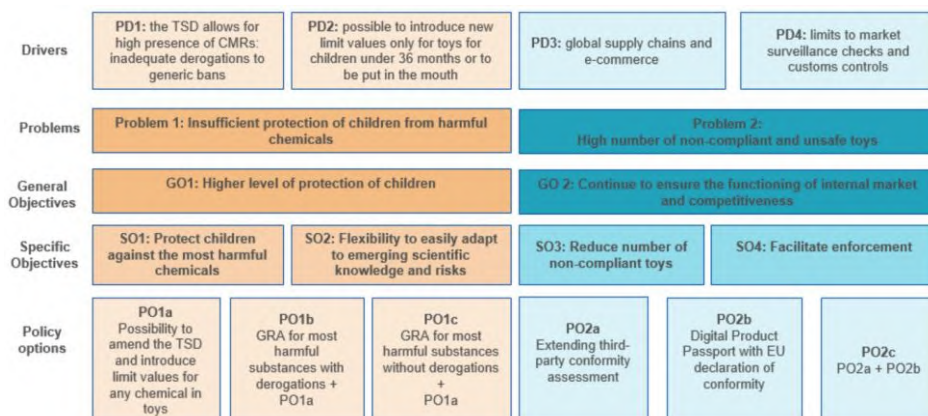 Drivers
PD1: the TSD allows for
high presence of CMRs:
inadequate derogations to
generic bans
PD2: possible to introduce new
limit values only for toys for
children under 36 months or to
be put in the mouth
PD3: global supply chains and
e-commerce
PD4: limits to market
surveillance checks and
customs controls
Problems
Problem 1: Insufficient protection of children from harmful
chemicals
Problem 2:
High number of non-compliant and unsafe toys
General
Objectives
GO1: Higher level of protection of children
GO 2: Continue to ensure the functioning of internal market
and competitiveness
Specific
Objectives
SO1: Protect children
against the most harmful
chemicals
SO2: Flexibility to easily adapt
to emerging scientific
knowledge and risks
SO3: Reduce number of
non-compliant toys
SO4: Facilitate enforcement
Policy
options
PO1a
Possibility to
amend the TSD
and introduce
limit values for
any chemical in
toys
PO1b
GRA for most
harmful
substances with
derogations +
PO1a
PO1c
GRA for most
harmful substances
without derogations
+
PO1a
PO2a
Extending third-
party conformity
assessment
PO2b
Digital Product
Passport with EU
declaration of
conformity
PO2c
PO2a + PO2b